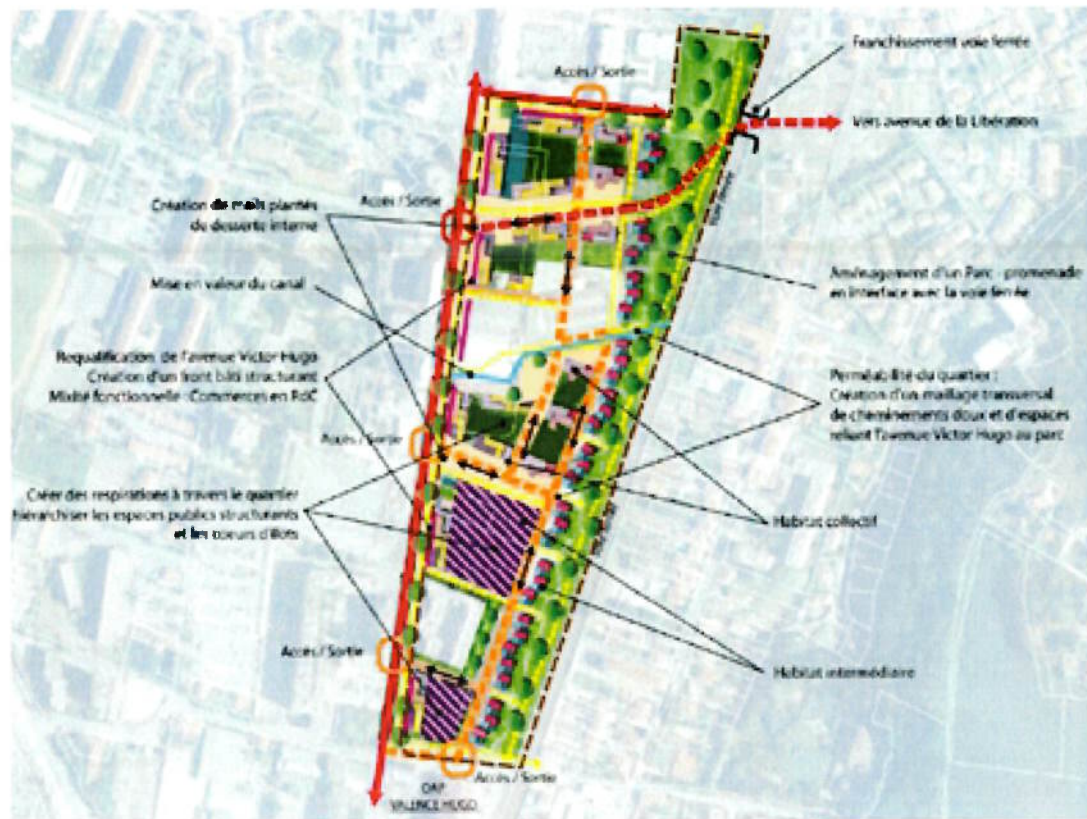 Franchissement voie ferrée
Accès / Sortie
Vers avenue de la Libération
Accès / Sortie
Création de mails plantés
de desserte interne
Mise en valeur du canal
Aménagement d'un Parc - promenade
en interface avec la voie ferrée
Requalification de l'avenue Victor Hugo
Création d'un front bâti structurant
Mixité fonctionnelle : Commerces en RdC
Perméabilité du quartier :
Création d'un maillage transversal
de cheminements doux et d'espaces
reliant l'avenue Victor Hugo au parc
Accès / Sortie
Créer des respirations à travers le quartier
hiérarchiser les espaces publics structurants
et les coeurs d'îlots
Habitat collectif
Accès / Sortie
Habitat intermédiaire
Accès / Sortie
OAP
VALENCE HUGO